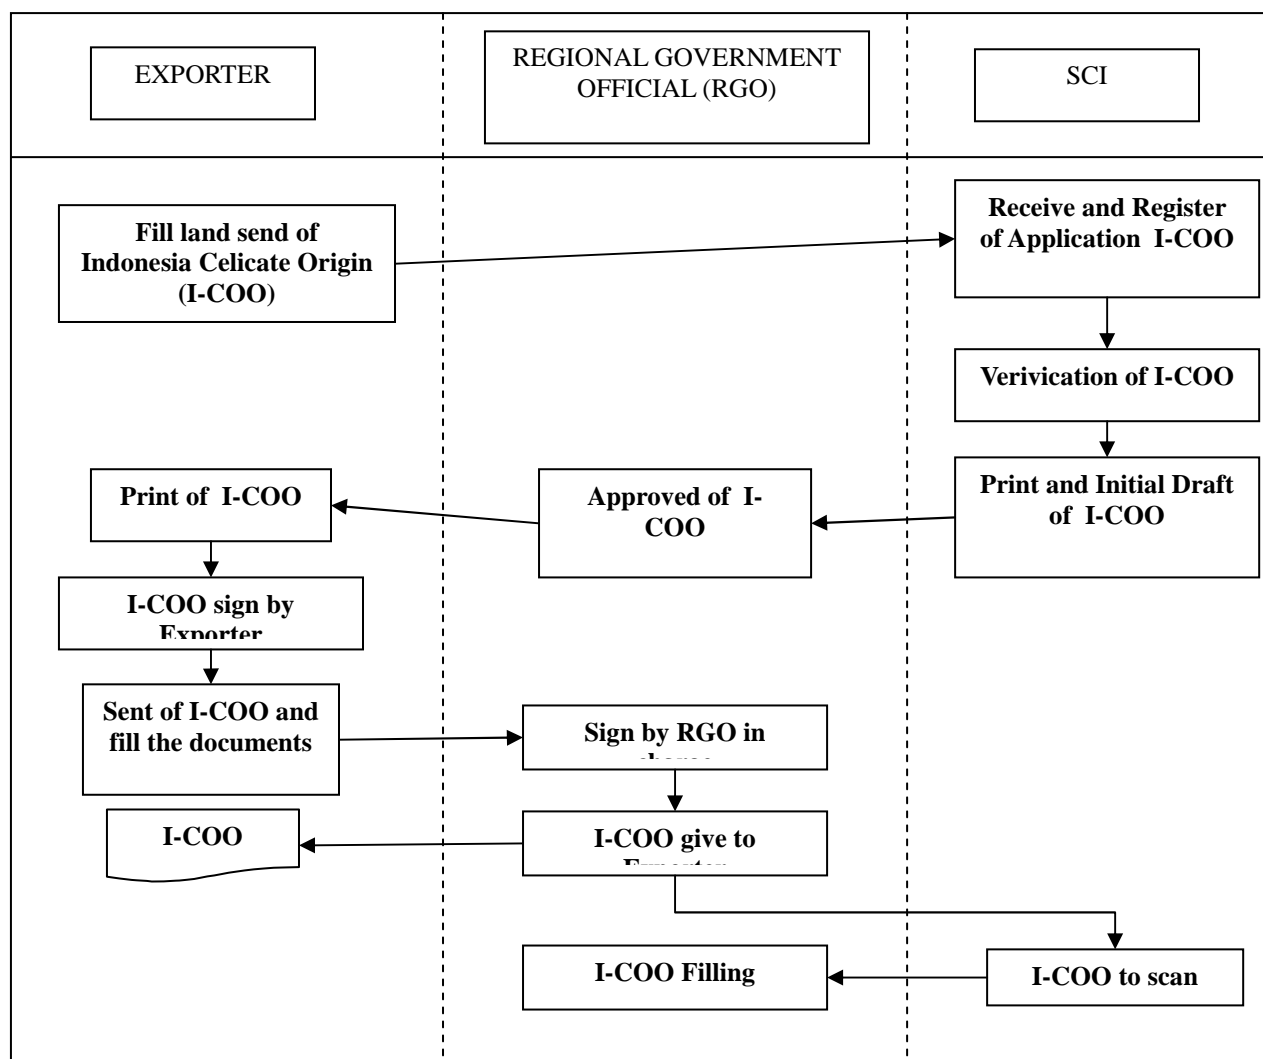 EXPORTER
REGIONAL GOVERNMENT
OFFICIAL (RGO)
SCI
Fill land send of
Indonesia Celicate Origin
(I-COO)
Receive and Register
of Application I-COO
Verivication of I-COO
Print of I-COO
Approved of I-
COO
Print and Initial Draft
of I-COO
I-COO sign by
Exporter
Sent of I-COO and
fill the documents
Sign by RGO in
I-COO
I-COO give to
Exporter
I-COO Filling
I-COO to scan